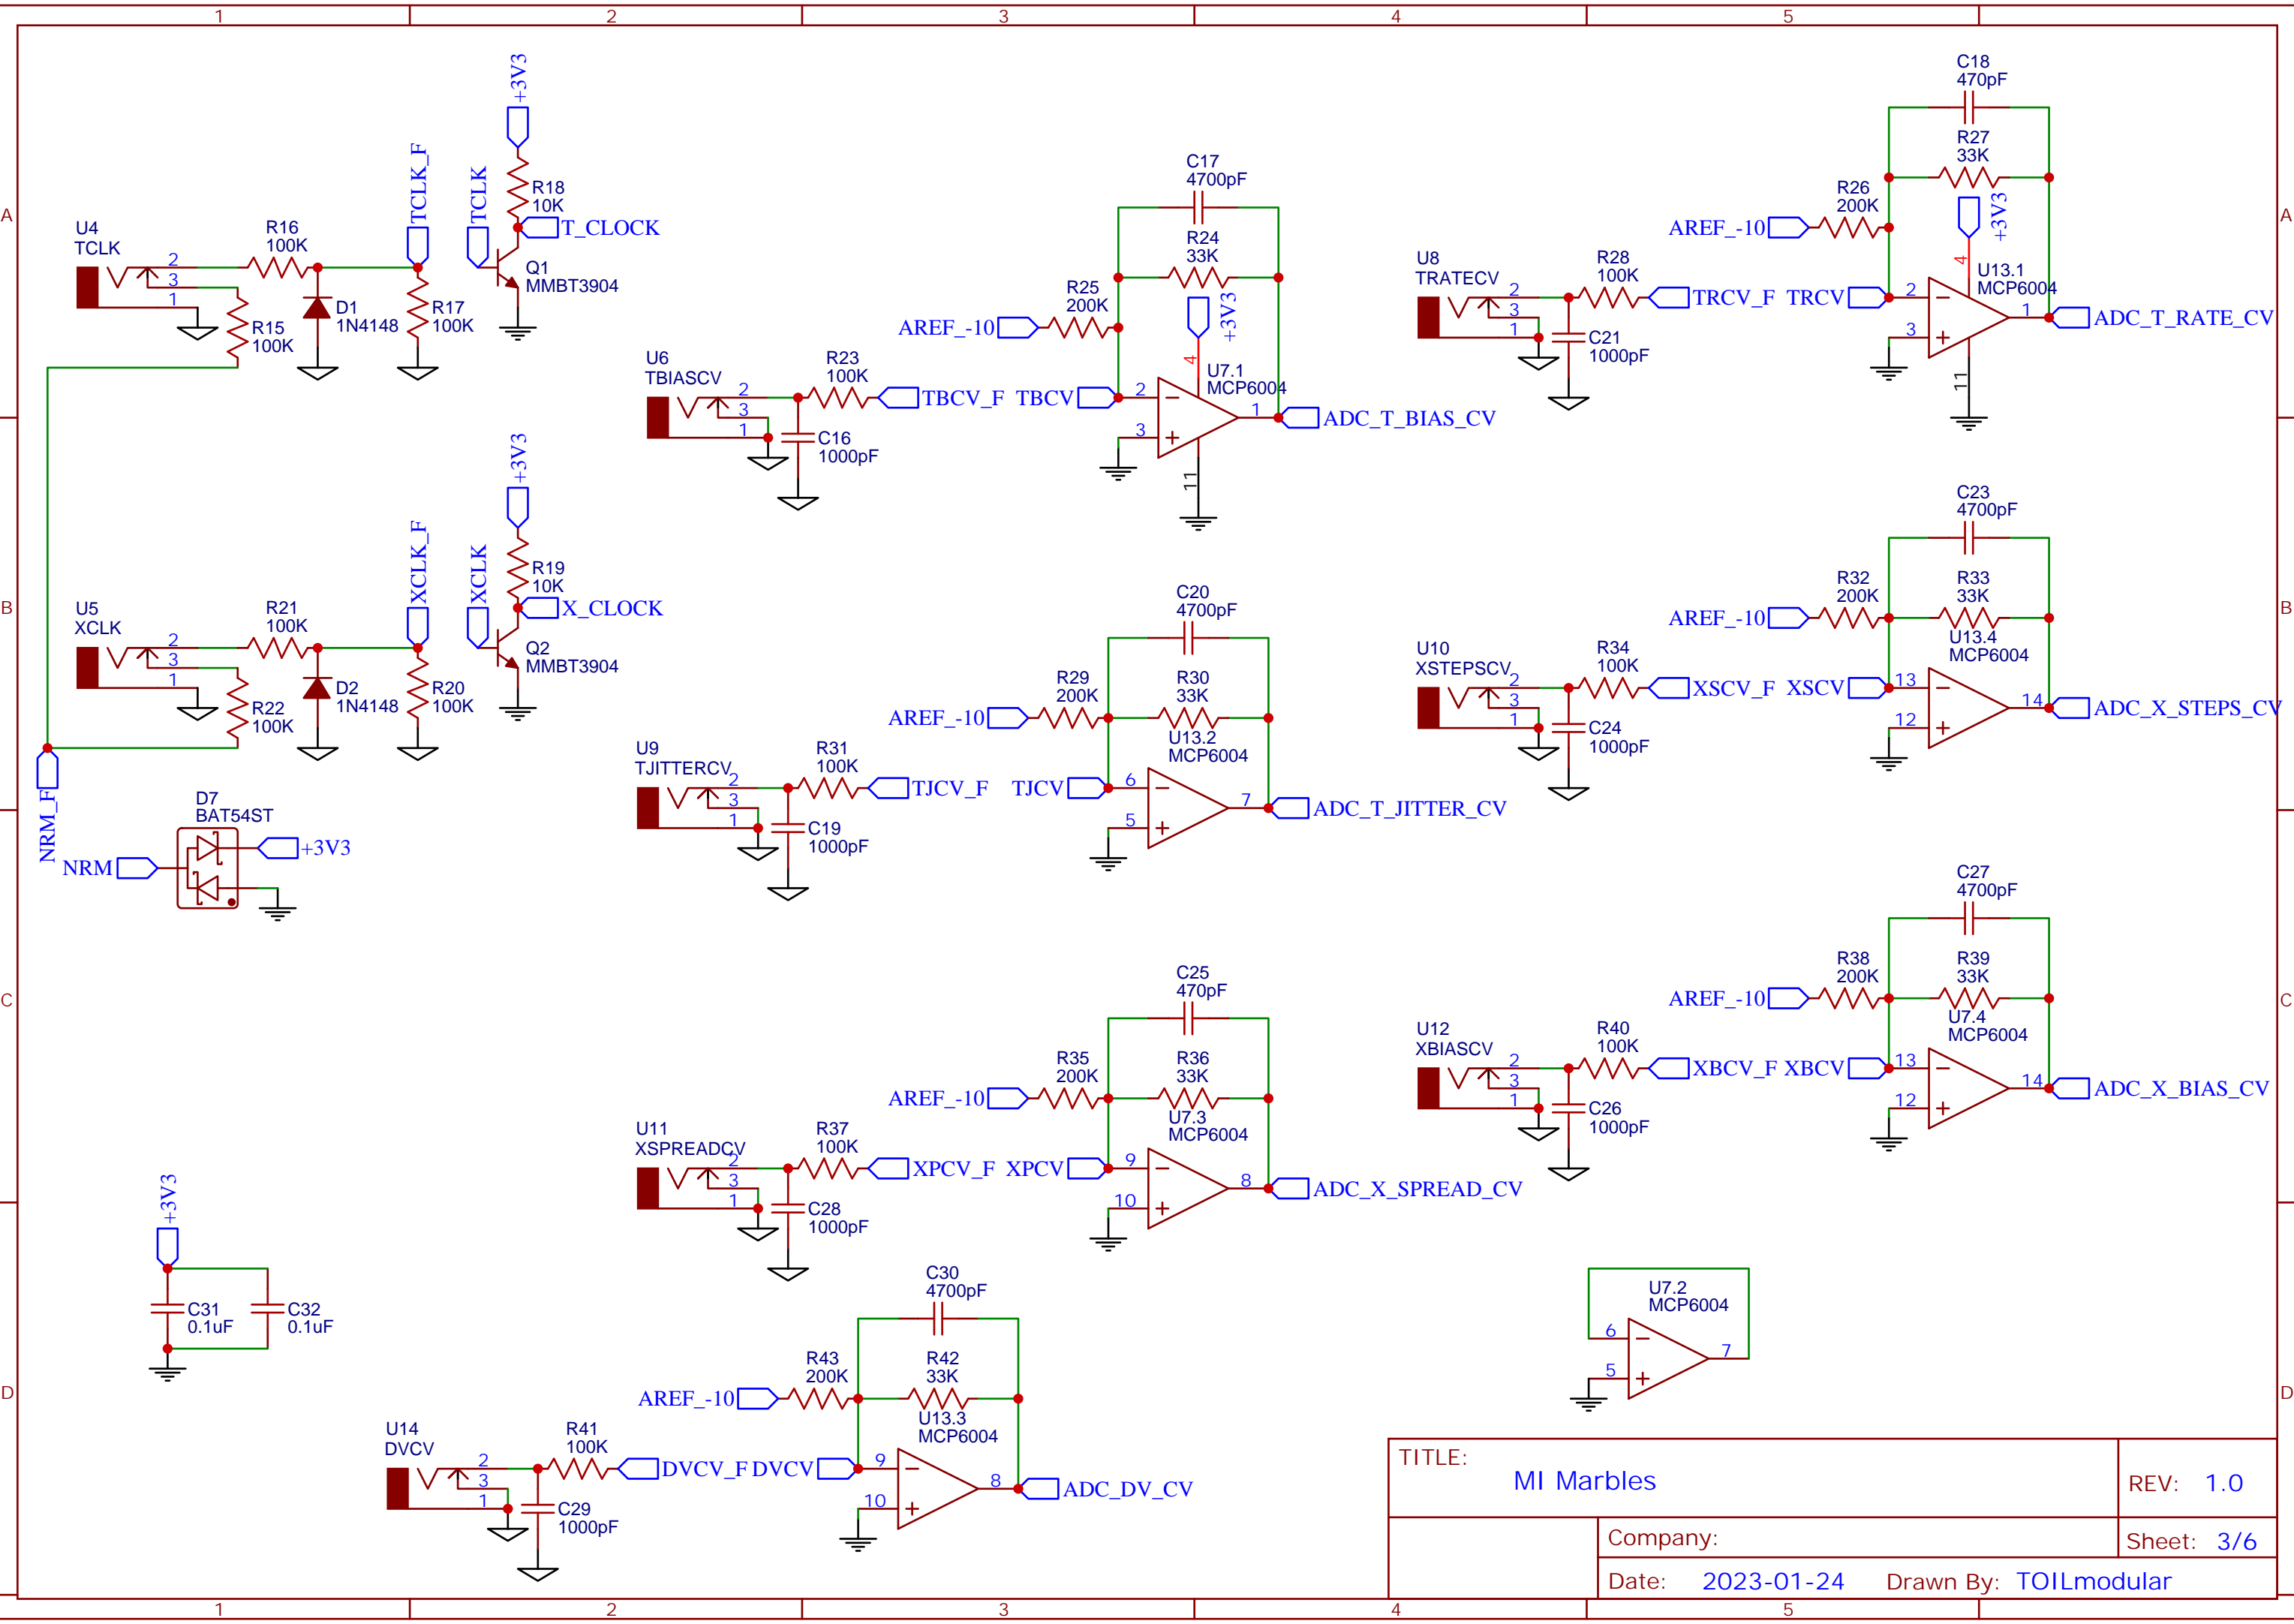 1
2
3
4
5
A
B
C
D
U4
TCLK
2
3
1
R16
100K
R15
100K
D1
1N4148
TCLK_F
R17
100K
TCLK
+3V3
R18
10K
T_CLOCK
Q1
MMBT3904
U5
XCLK
2
3
1
R21
100K
R22
100K
D2
1N4148
XCLK_F
R20
100K
XCLK
+3V3
R19
10K
X_CLOCK
Q2
MMBT3904
NRM_F
D7
BAT54ST
NRM
+3V3
+3V3
C31
0.1uF
C32
0.1uF
U6
TBIASCV
2
3
1
R23
100K
C16
1000pF
TBCV_F
TBCV
AREF_-10
R25
200K
C17
4700pF
R24
33K
+3V3
4
U7.1
MCP6004
2
3
1
11
ADC_T_BIAS_CV
U8
TRATECV
2
3
1
R28
100K
C21
1000pF
TRCV_F
TRCV
AREF_-10
R26
200K
C18
470pF
R27
33K
+3V3
4
U13.1
MCP6004
2
3
1
11
ADC_T_RATE_CV
U9
TJITTERCV
2
3
1
R31
100K
C19
1000pF
TJCV_F
TJCV
AREF_-10
R29
200K
C20
4700pF
R30
33K
U13.2
MCP6004
6
5
7
ADC_T_JITTER_CV
U10
XSTEPSCV
2
3
1
R34
100K
C24
1000pF
XSCV_F
XSCV
AREF_-10
R32
200K
C23
4700pF
R33
33K
U13.4
MCP6004
13
12
14
ADC_X_STEPS_CV
U11
XSPREADCV
2
3
1
R37
100K
C28
1000pF
XPCV_F
XPCV
AREF_-10
R35
200K
C25
470pF
R36
33K
U7.3
MCP6004
9
10
8
ADC_X_SPREAD_CV
U12
XBIASCV
2
3
1
R40
100K
C26
1000pF
XBCV_F
XBCV
AREF_-10
R38
200K
C27
4700pF
R39
33K
U7.4
MCP6004
13
12
14
ADC_X_BIAS_CV
U14
DVCV
2
3
1
R41
100K
C29
1000pF
DVCV_F
DVCV
AREF_-10
R43
200K
C30
4700pF
R42
33K
U13.3
MCP6004
9
10
8
ADC_DV_CV
U7.2
MCP6004
6
5
7
TITLE:
MI Marbles
REV: 1.0
Company:
Sheet: 3/6
Date: 2023-01-24
Drawn By: TOILmodular
A
B
C
D
1
2
3
4
5